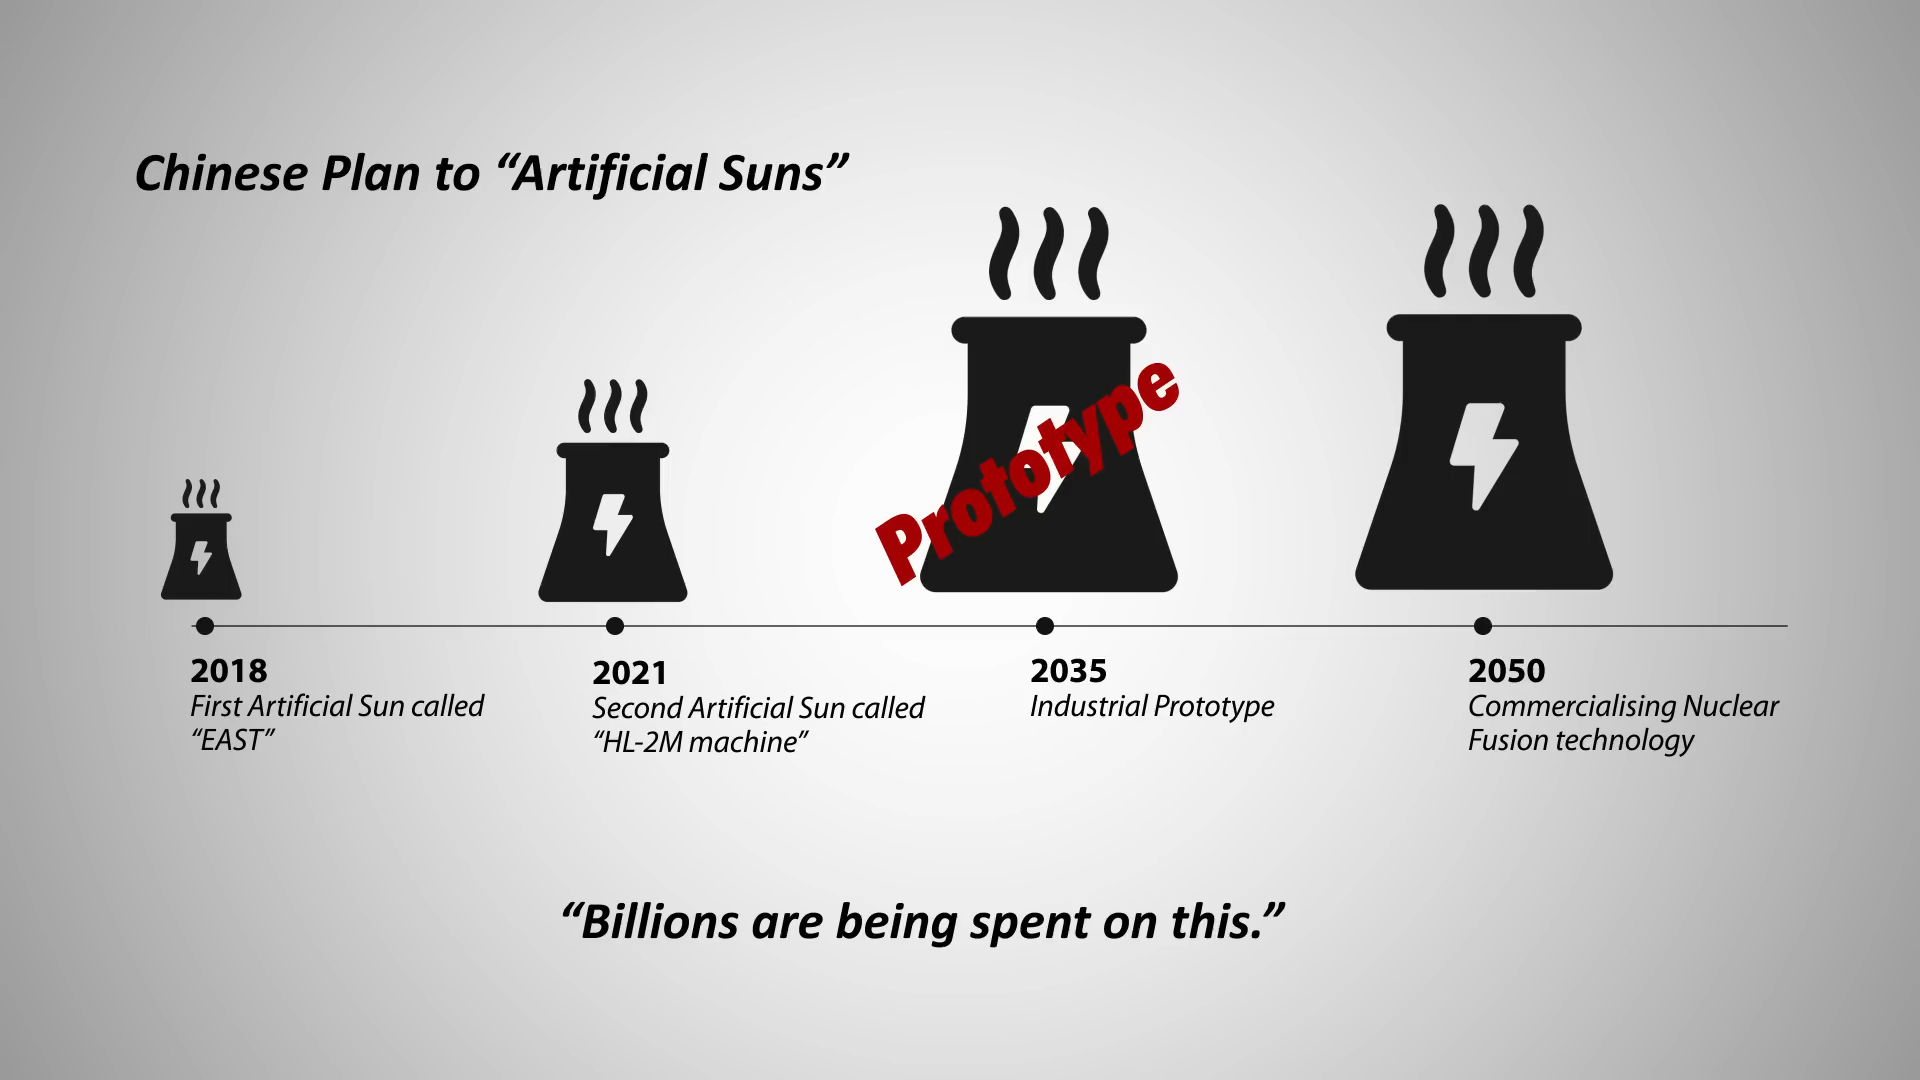 Chinese Plan to “Artificial Suns”
Prototype
2018
First Artificial Sun called
“EAST”
2021
Second Artificial Sun called
“HL-2M machine”
2035
Industrial Prototype
2050
Commercialising Nuclear
Fusion technology
“Billions are being spent on this.”